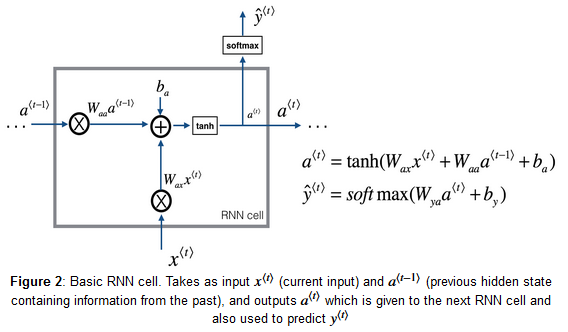 ŷ⟨t⟩
softmax
a⟨t−1⟩
W_aa a⟨t−1⟩
b_a
tanh
a⟨t⟩
a⟨t⟩
. . .
. . .
W_ax x⟨t⟩
RNN cell
x⟨t⟩
a⟨t⟩ = tanh(W_ax x⟨t⟩ + W_aa a⟨t−1⟩ + b_a)
ŷ⟨t⟩ = soft max(W_ya a⟨t⟩ + b_y)
Figure 2: Basic RNN cell. Takes as input x⟨t⟩ (current input) and a⟨t−1⟩ (previous hidden state
containing information from the past), and outputs a⟨t⟩ which is given to the next RNN cell and
also used to predict y⟨t⟩